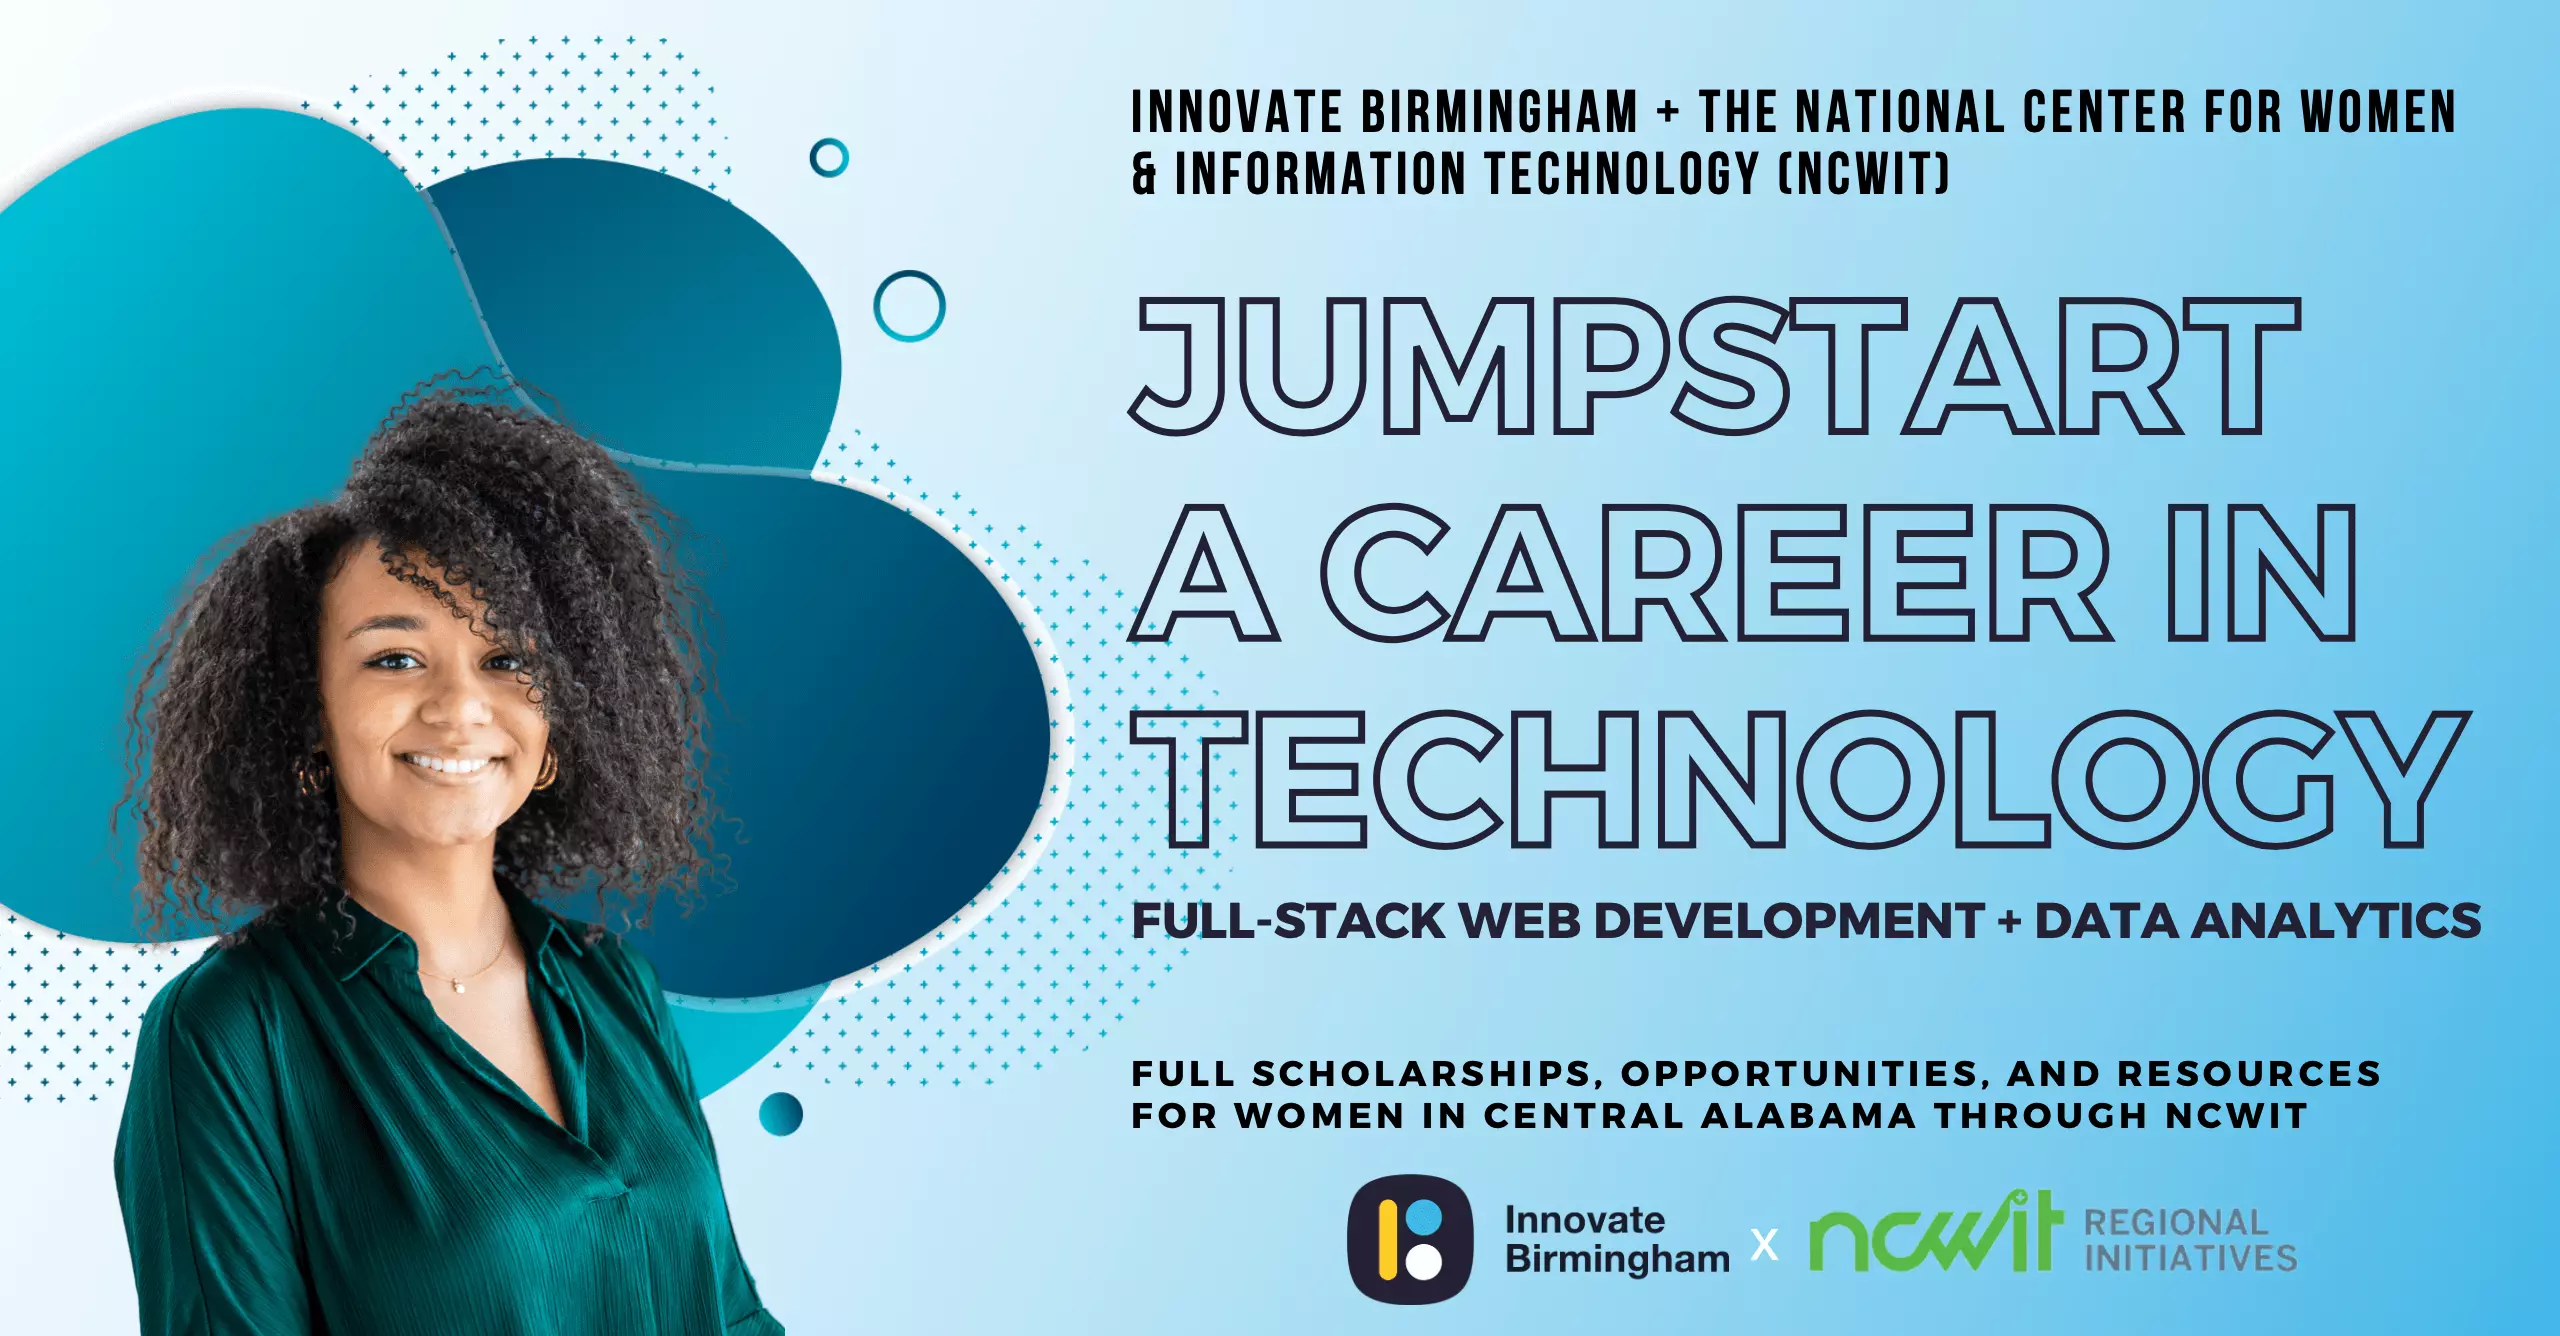 INNOVATE BIRMINGHAM + THE NATIONAL CENTER FOR WOMEN
& INFORMATION TECHNOLOGY (NCWIT)
JUMPSTART
A CAREER IN
TECHNOLOGY
FULL-STACK WEB DEVELOPMENT + DATA ANALYTICS
FULL SCHOLARSHIPS, OPPORTUNITIES, AND RESOURCES
FOR WOMEN IN CENTRAL ALABAMA THROUGH NCWIT
Innovate
Birmingham x ncwit REGIONAL
INITIATIVES